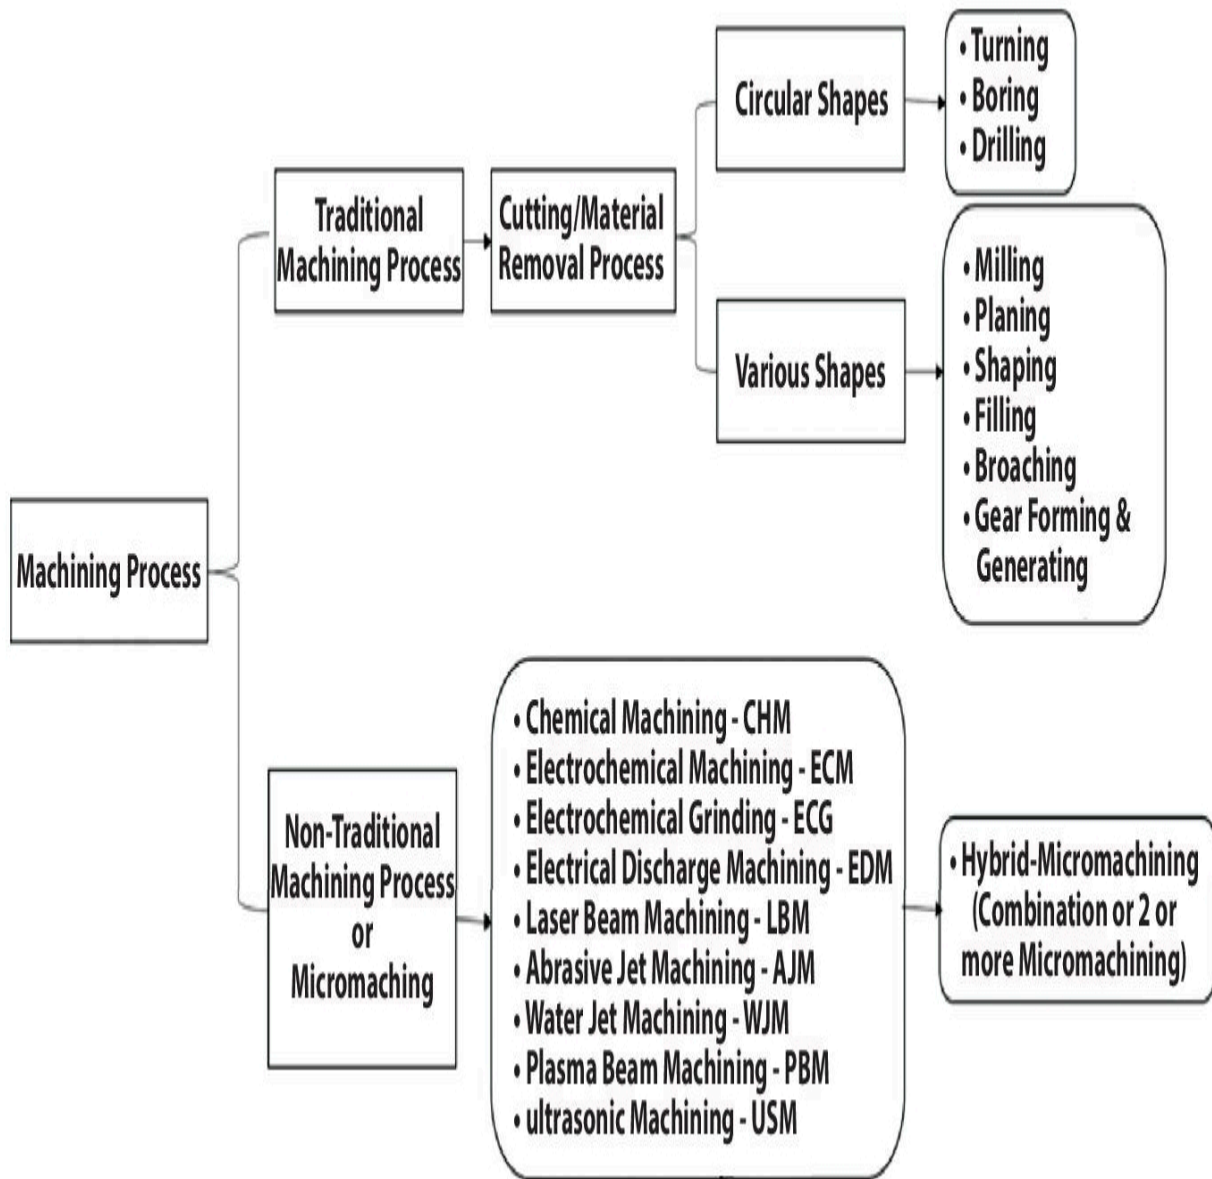 Machining Process
Traditional
Machining Process
Cutting/Material
Removal Process
Circular Shapes
• Turning
• Boring
• Drilling
Various Shapes
• Milling
• Planing
• Shaping
• Filling
• Broaching
• Gear Forming &
Generating
Non-Traditional
Machining Process
or
Micromaching
• Chemical Machining - CHM
• Electrochemical Machining - ECM
• Electrochemical Grinding - ECG
• Electrical Discharge Machining - EDM
• Laser Beam Machining - LBM
• Abrasive Jet Machining - AJM
• Water Jet Machining - WJM
• Plasma Beam Machining - PBM
• ultrasonic Machining - USM
• Hybrid-Micromachining
(Combination or 2 or
more Micromachining)